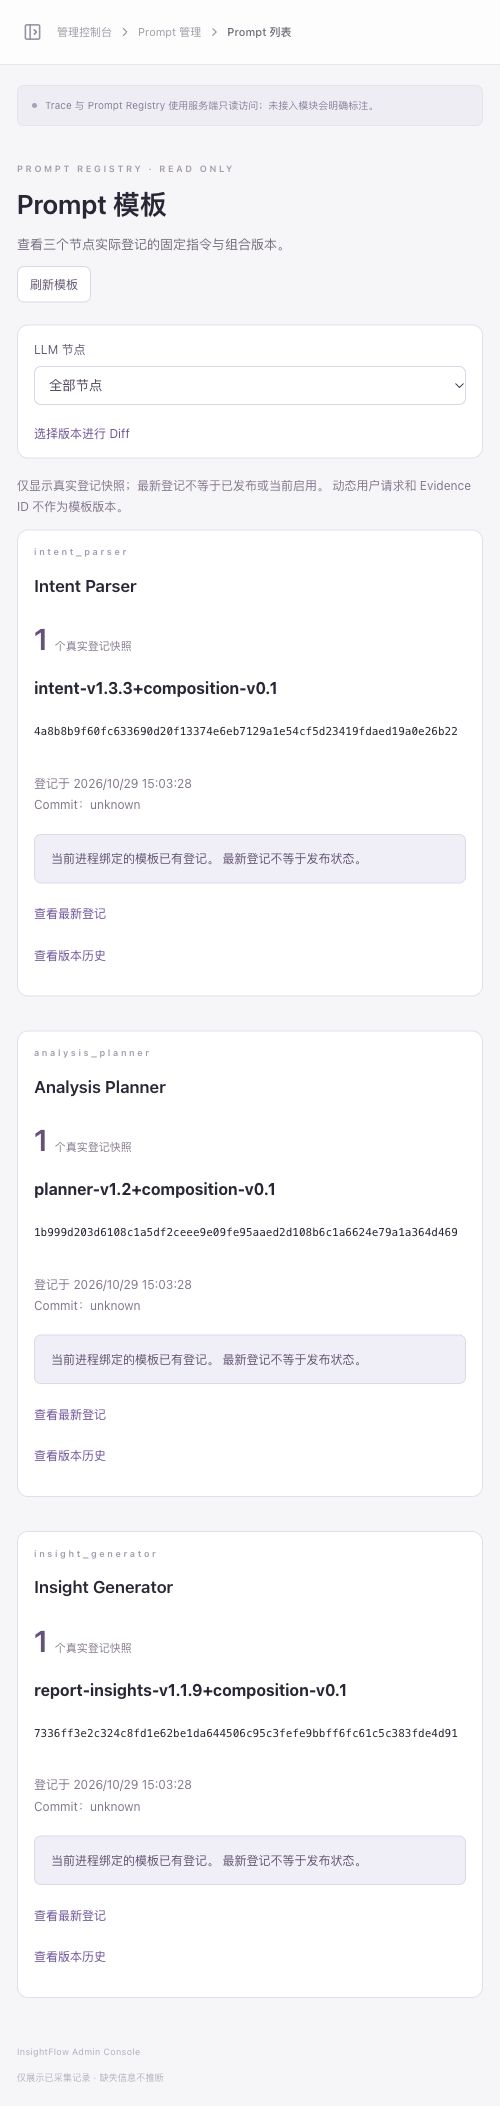 管理控制台 > Prompt 管理 > Prompt 列表
Trace 与 Prompt Registry 使用服务端只读访问；未接入模块会明确标注。
PROMPT REGISTRY · READ ONLY
Prompt 模板
查看三个节点实际登记的固定指令与组合版本。
刷新模板
LLM 节点
全部节点
选择版本进行 Diff
仅显示真实登记快照；最新登记不等于已发布或当前启用。 动态用户请求和 Evidence
ID 不作为模板版本。
intent_parser
Intent Parser
1 个真实登记快照
intent-v1.3.3+composition-v0.1
4a8b8b9f60fc633690d20f13374e6eb7129a1e54cf5d23419fdaed19a0e26b22
登记于 2026/10/29 15:03:28
Commit：unknown
当前进程绑定的模板已有登记。 最新登记不等于发布状态。
查看最新登记
查看版本历史
analysis_planner
Analysis Planner
1 个真实登记快照
planner-v1.2+composition-v0.1
1b999d203d6108c1a5df2ceee9e09fe95aaed2d108b6c1a6624e79a1a364d469
登记于 2026/10/29 15:03:28
Commit：unknown
当前进程绑定的模板已有登记。 最新登记不等于发布状态。
查看最新登记
查看版本历史
insight_generator
Insight Generator
1 个真实登记快照
report-insights-v1.1.9+composition-v0.1
7336ff3e2c324c8fd1e62be1da644506c95c3fefe9bbff6fc61c5c383fde4d91
登记于 2026/10/29 15:03:28
Commit：unknown
当前进程绑定的模板已有登记。 最新登记不等于发布状态。
查看最新登记
查看版本历史
InsightFlow Admin Console
仅展示已采集记录 · 缺失信息不推断